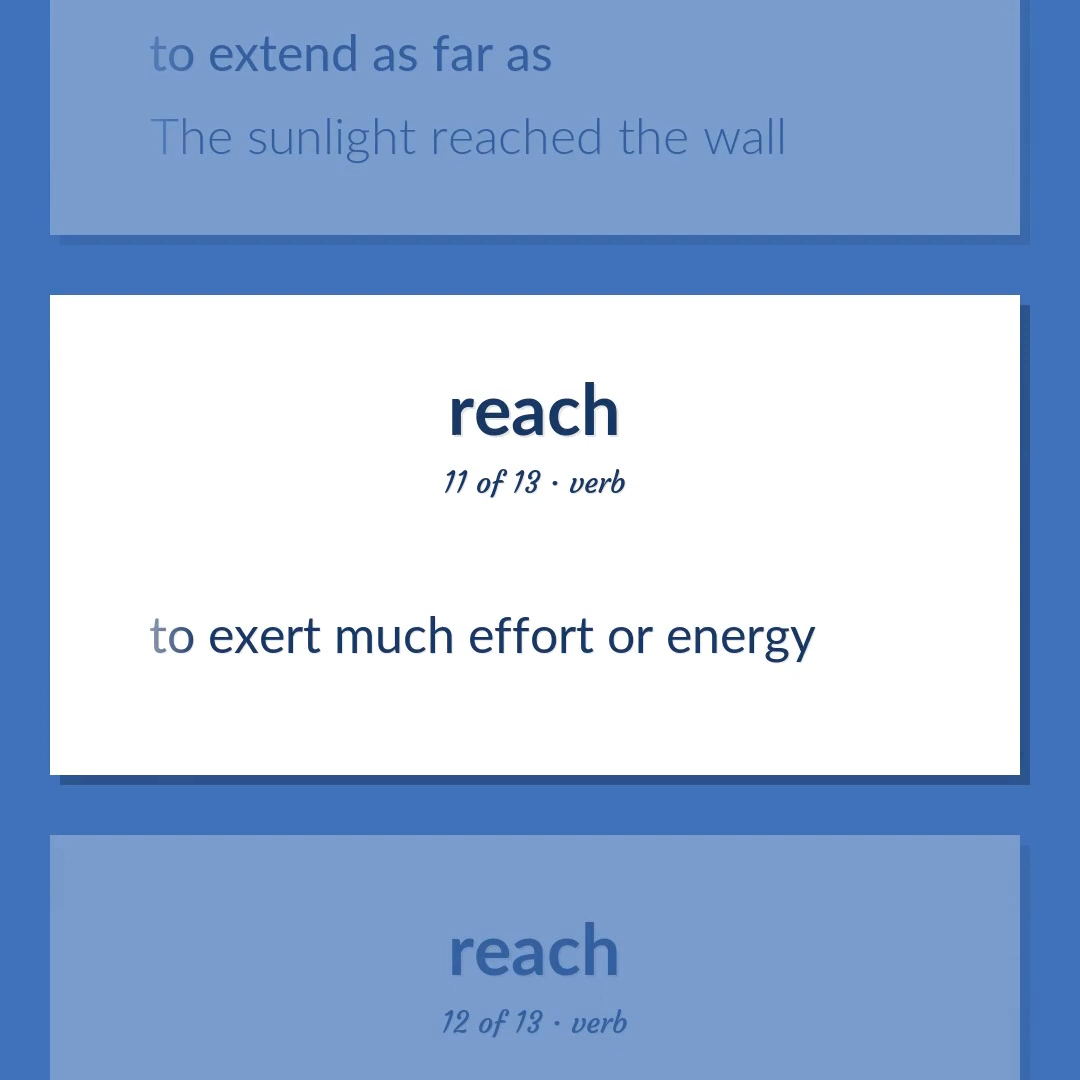 to extend as far as
The sunlight reached the wall
reach
11 of 13 · verb
to exert much effort or energy
reach
12 of 13 · verb